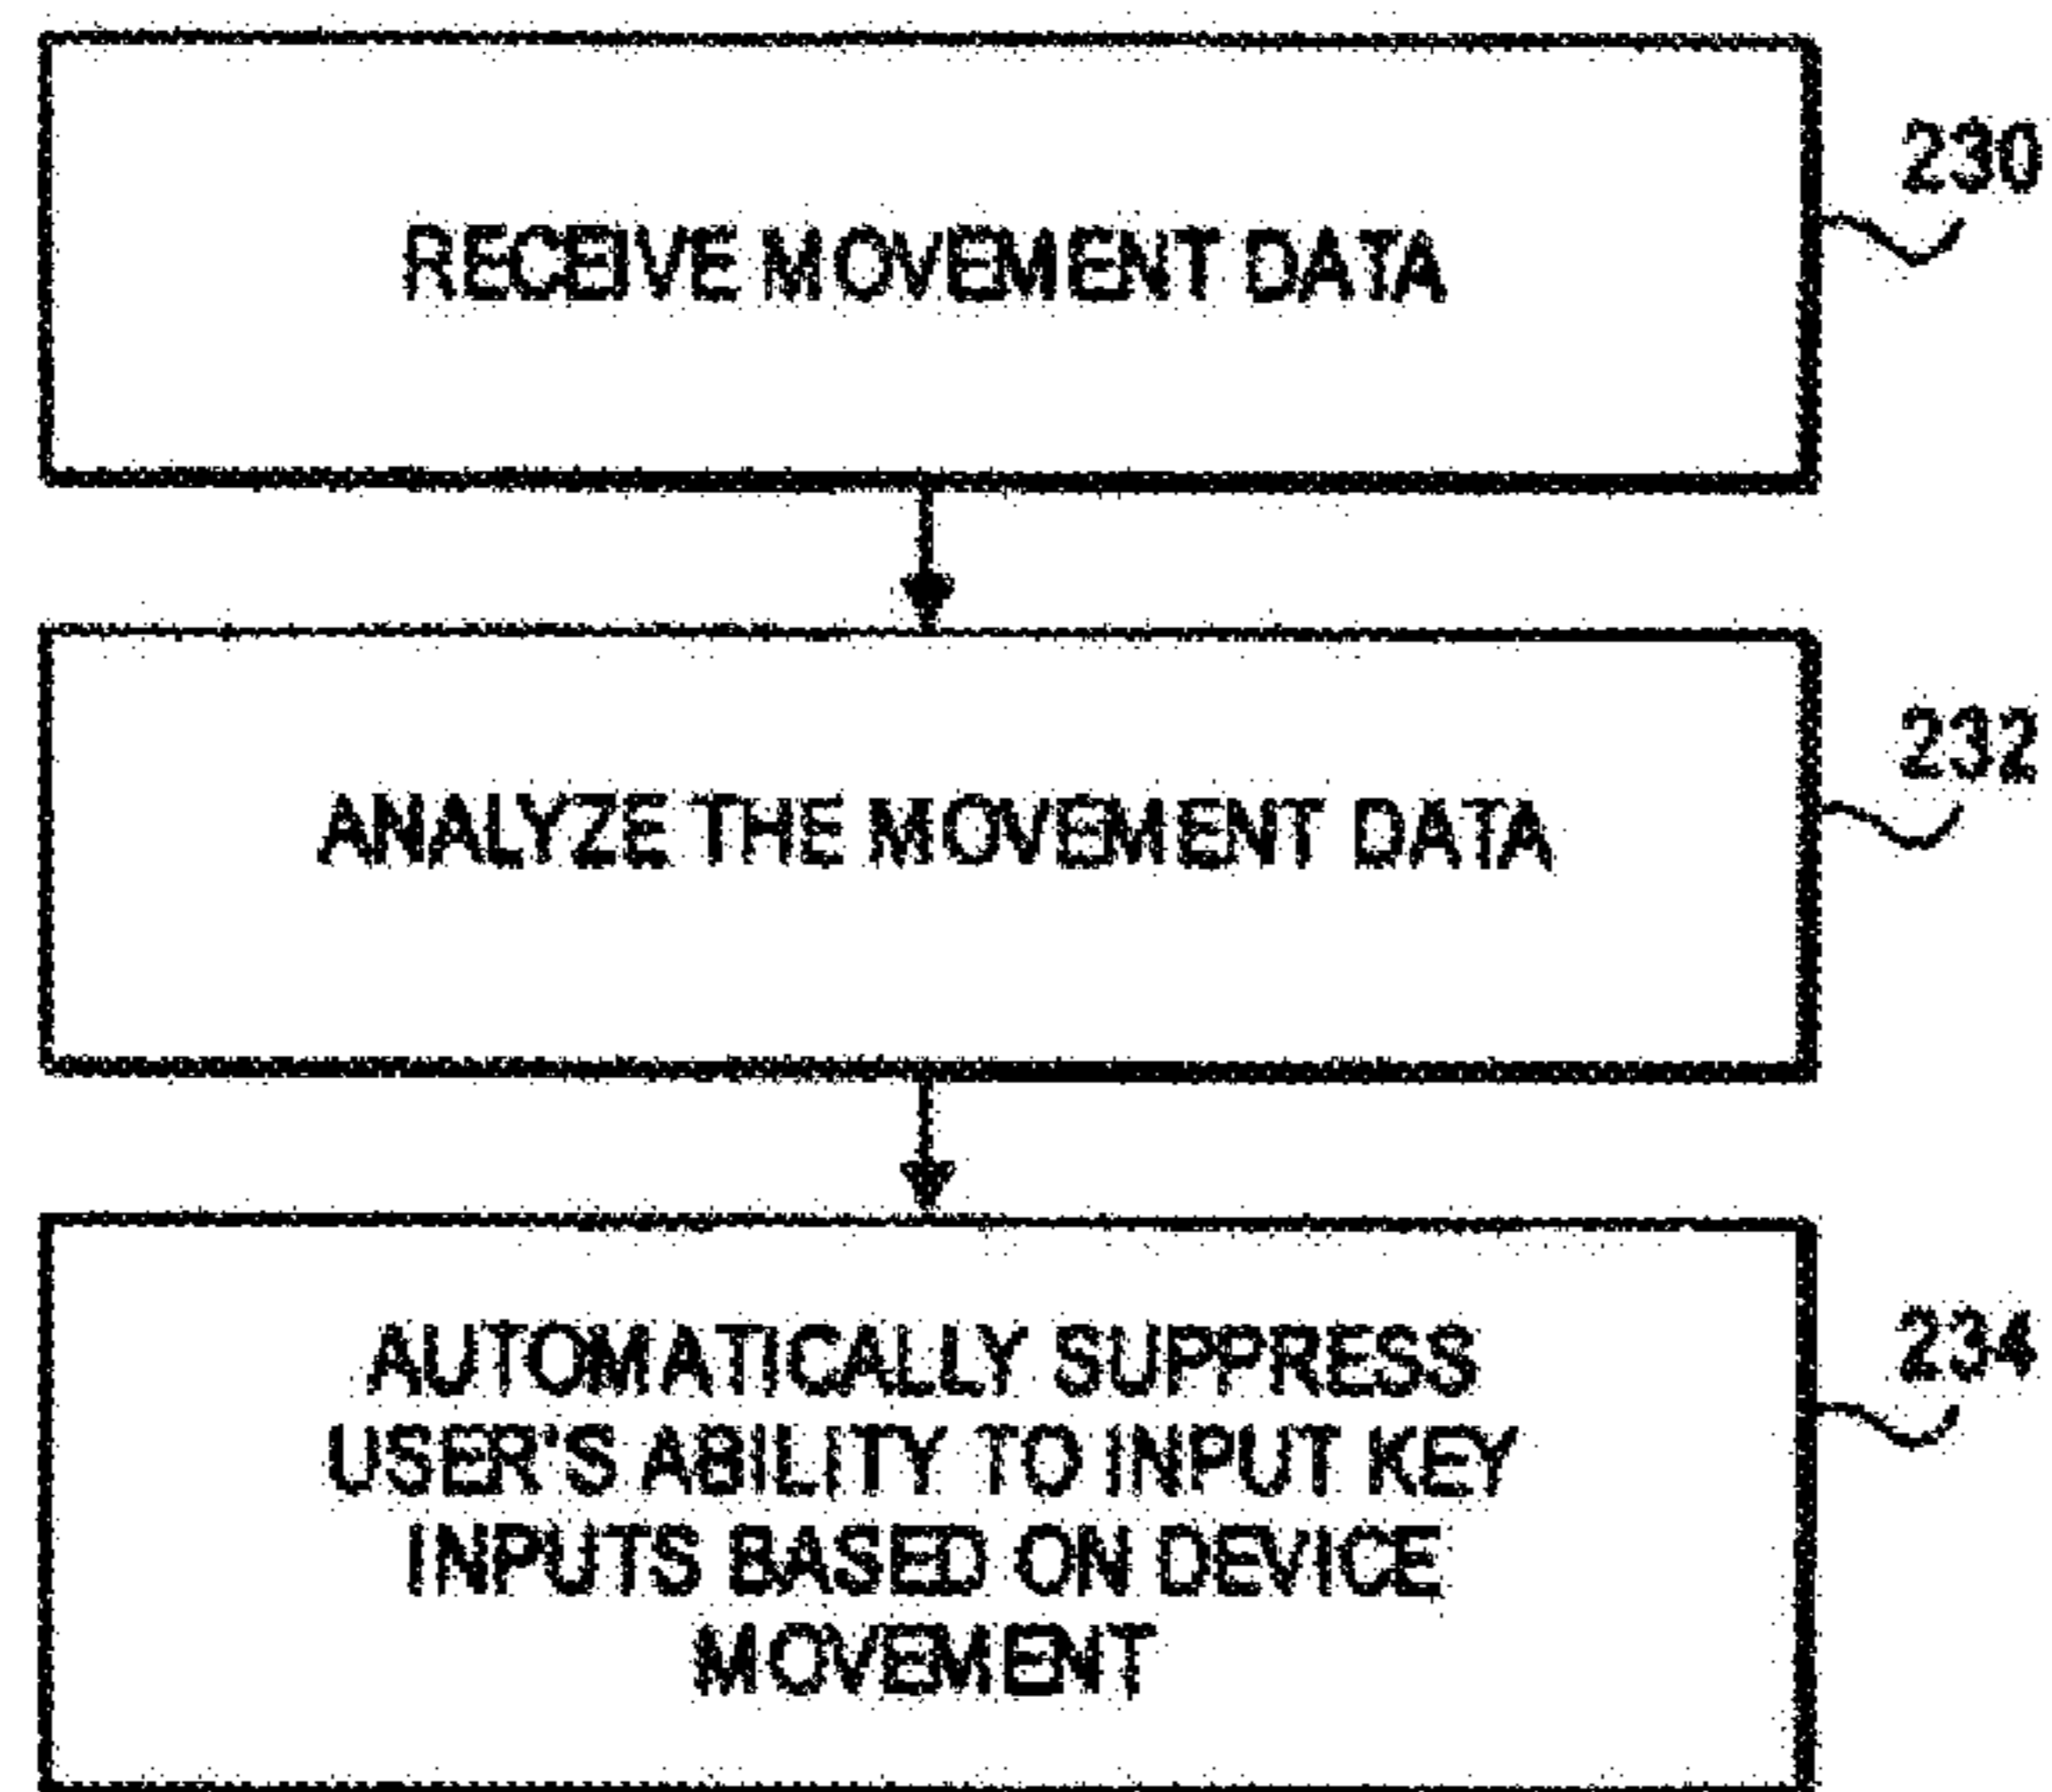 230
RECEIVE MOVEMENT DATA
232
ANALYZE THE MOVEMENT DATA
234
AUTOMATICALLY SUPPRESS
USER'S ABILITY TO INPUT KEY
INPUTS BASED ON DEVICE
MOVEMENT